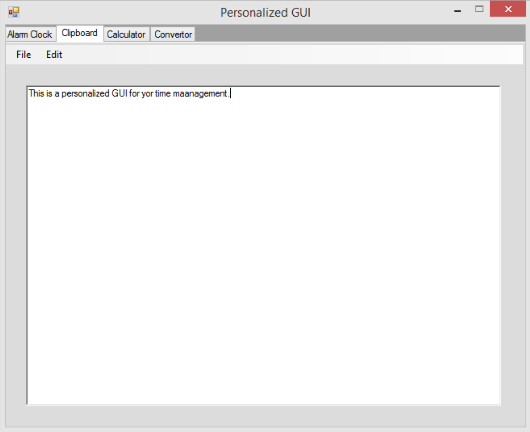 Personalized GUI
Alarm Clock Clipboard Calculator Convertor
File Edit
This is a personalized GUI for yor time maanagement.